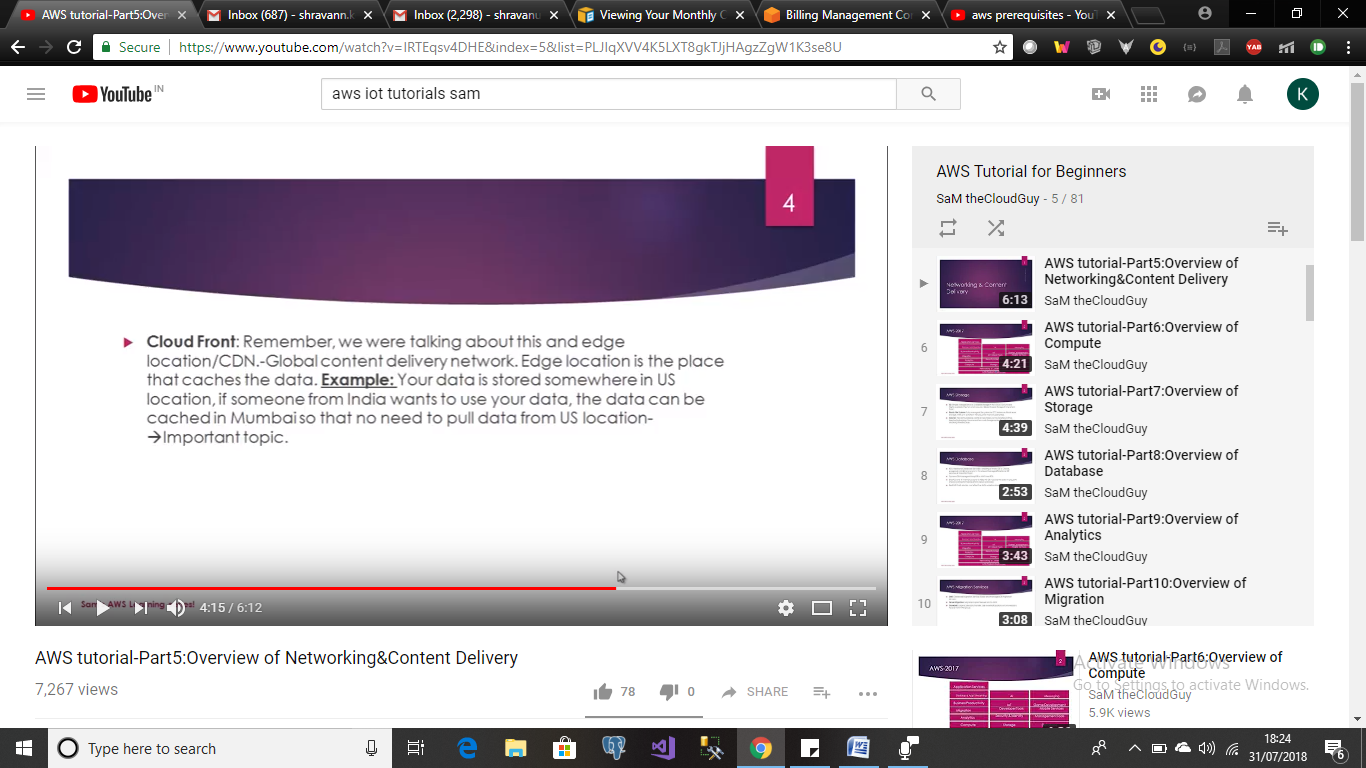 AWS tutorial-Part5:Over
Inbox (687) - shravann.k
Inbox (2,298) - shravanu
Viewing Your Monthly C
Billing Management Co
aws prerequisites - YouT
Secure
https://www.youtube.com/watch?v=IRTEqsv4DHE&index=5&list=PLJIqXVV4K5LXT8gkTJjHAgzZgW1K3se8U
YouTube IN
aws iot tutorials sam
K
4
Cloud Front: Remember, we were talking about this and edge
location/CDN.-Global content delivery network. Edge location is the place
that caches the data. Example: Your data is stored somewhere in US
location, if someone from India wants to use your data, the data can be
cached in Mumbai so that no need to pull data from US location-
→Important topic.
4:15 / 6:12
AWS tutorial-Part5:Overview of Networking&Content Delivery
7,267 views
78
0
SHARE
AWS Tutorial for Beginners
SaM theCloudGuy - 5 / 81
Networking & Content
Delivery
6:13
AWS tutorial-Part5:Overview of
Networking&Content Delivery
SaM theCloudGuy
6
4:21
AWS tutorial-Part6:Overview of
Compute
SaM theCloudGuy
7
4:39
AWS tutorial-Part7:Overview of
Storage
SaM theCloudGuy
8
2:53
AWS tutorial-Part8:Overview of
Database
SaM theCloudGuy
9
3:43
AWS tutorial-Part9:Overview of
Analytics
SaM theCloudGuy
10
3:08
AWS tutorial-Part10:Overview of
Migration
SaM theCloudGuy
AWS-2017
2
AWS tutorial-Part6:Overview of
Compute
SaM theCloudGuy
5.9K views
Activate Windows
Go to Settings to activate Windows.
Type here to search
18:24
31/07/2018
6